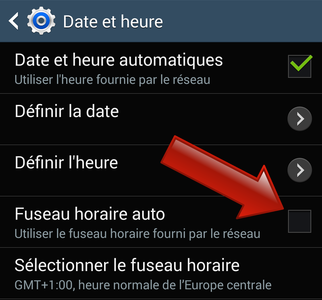 Date et heure
Date et heure automatiques
Utiliser l'heure fournie par le réseau
Définir la date
Définir l'heure
Fuseau horaire auto
Utiliser le fuseau horaire fourni par le réseau
Sélectionner le fuseau horaire
GMT+1:00, heure normale de l'Europe centrale